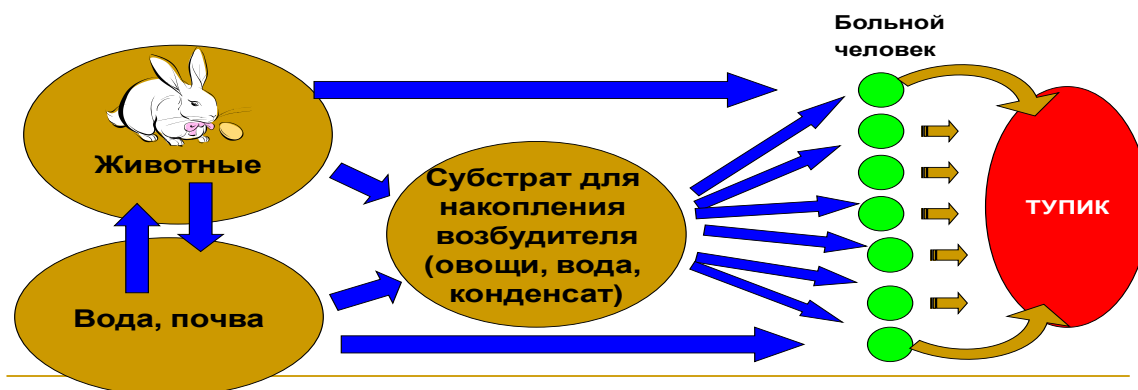 Больной
человек
Животные
Субстрат для
накопления
возбудителя
(овощи, вода,
конденсат)
ТУПИК
Вода, почва